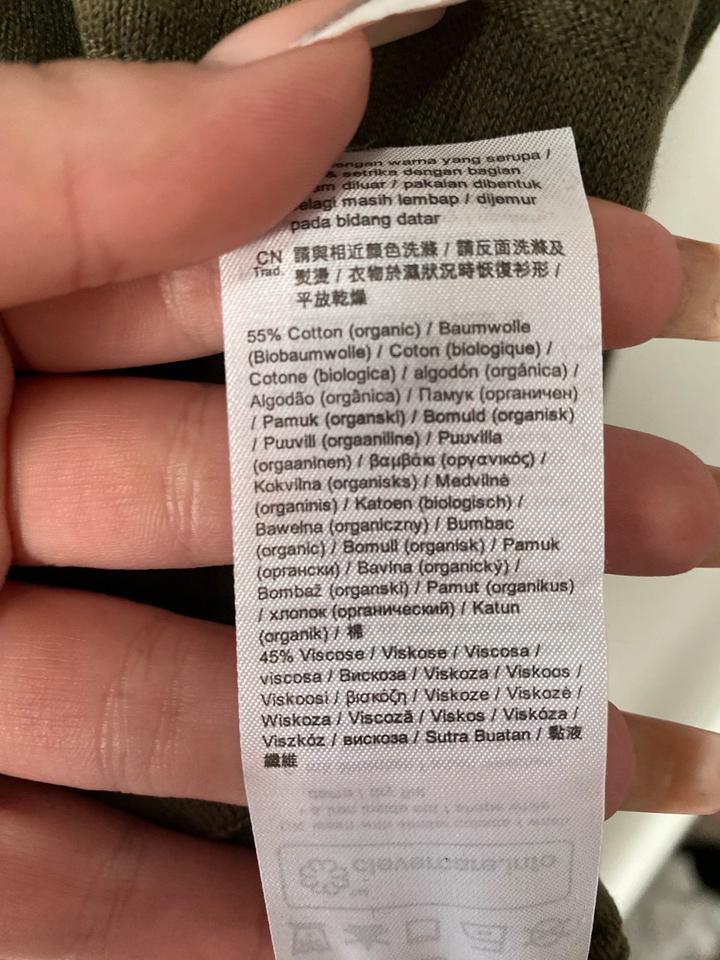 warna yang serupa /
& setrika dengan bagian
diluar / pakaian dibentuk
masih lembap / dijemur
pada bidang datar
CN 請與相近顏色洗滌 / 請反面洗滌及
Trad. 熨燙 / 衣物於濕狀況時恢復衫形 /
平放乾燥
55% Cotton (organic) / Baumwolle
(Biobaumwolle) / Coton (biologique) /
Cotone (biologica) / algodón (orgánica) /
Algodão (orgânica) / Памук (органичен)
/ Pamuk (organski) / Bomuld (organisk)
/ Puuvill (orgaaniline) / Puuvilla
(orgaaninen) / βαμβάκι (οργανικός) /
Kokvilna (organisks) / Medvilnė
(organinis) / Katoen (biologisch) /
Bawełna (organiczny) / Bumbac
(organic) / Bomull (organisk) / Pamuk
(органски) / Bavlna (organický) /
Bombaž (organski) / Pamut (organikus)
/ хлопок (органический) / Katun
(organik) / 棉
45% Viscose / Viskose / Viscosa /
viscosa / Вискоза / Viskoza / Viskoos /
Viskoosi / βισκόζη / Viskoze / Viskozė /
Wiskoza / Viscoză / Viskos / Viskóza /
Viszkóz / вискоза / Sutra Buatan / 黏液
纖維
clevercare.info